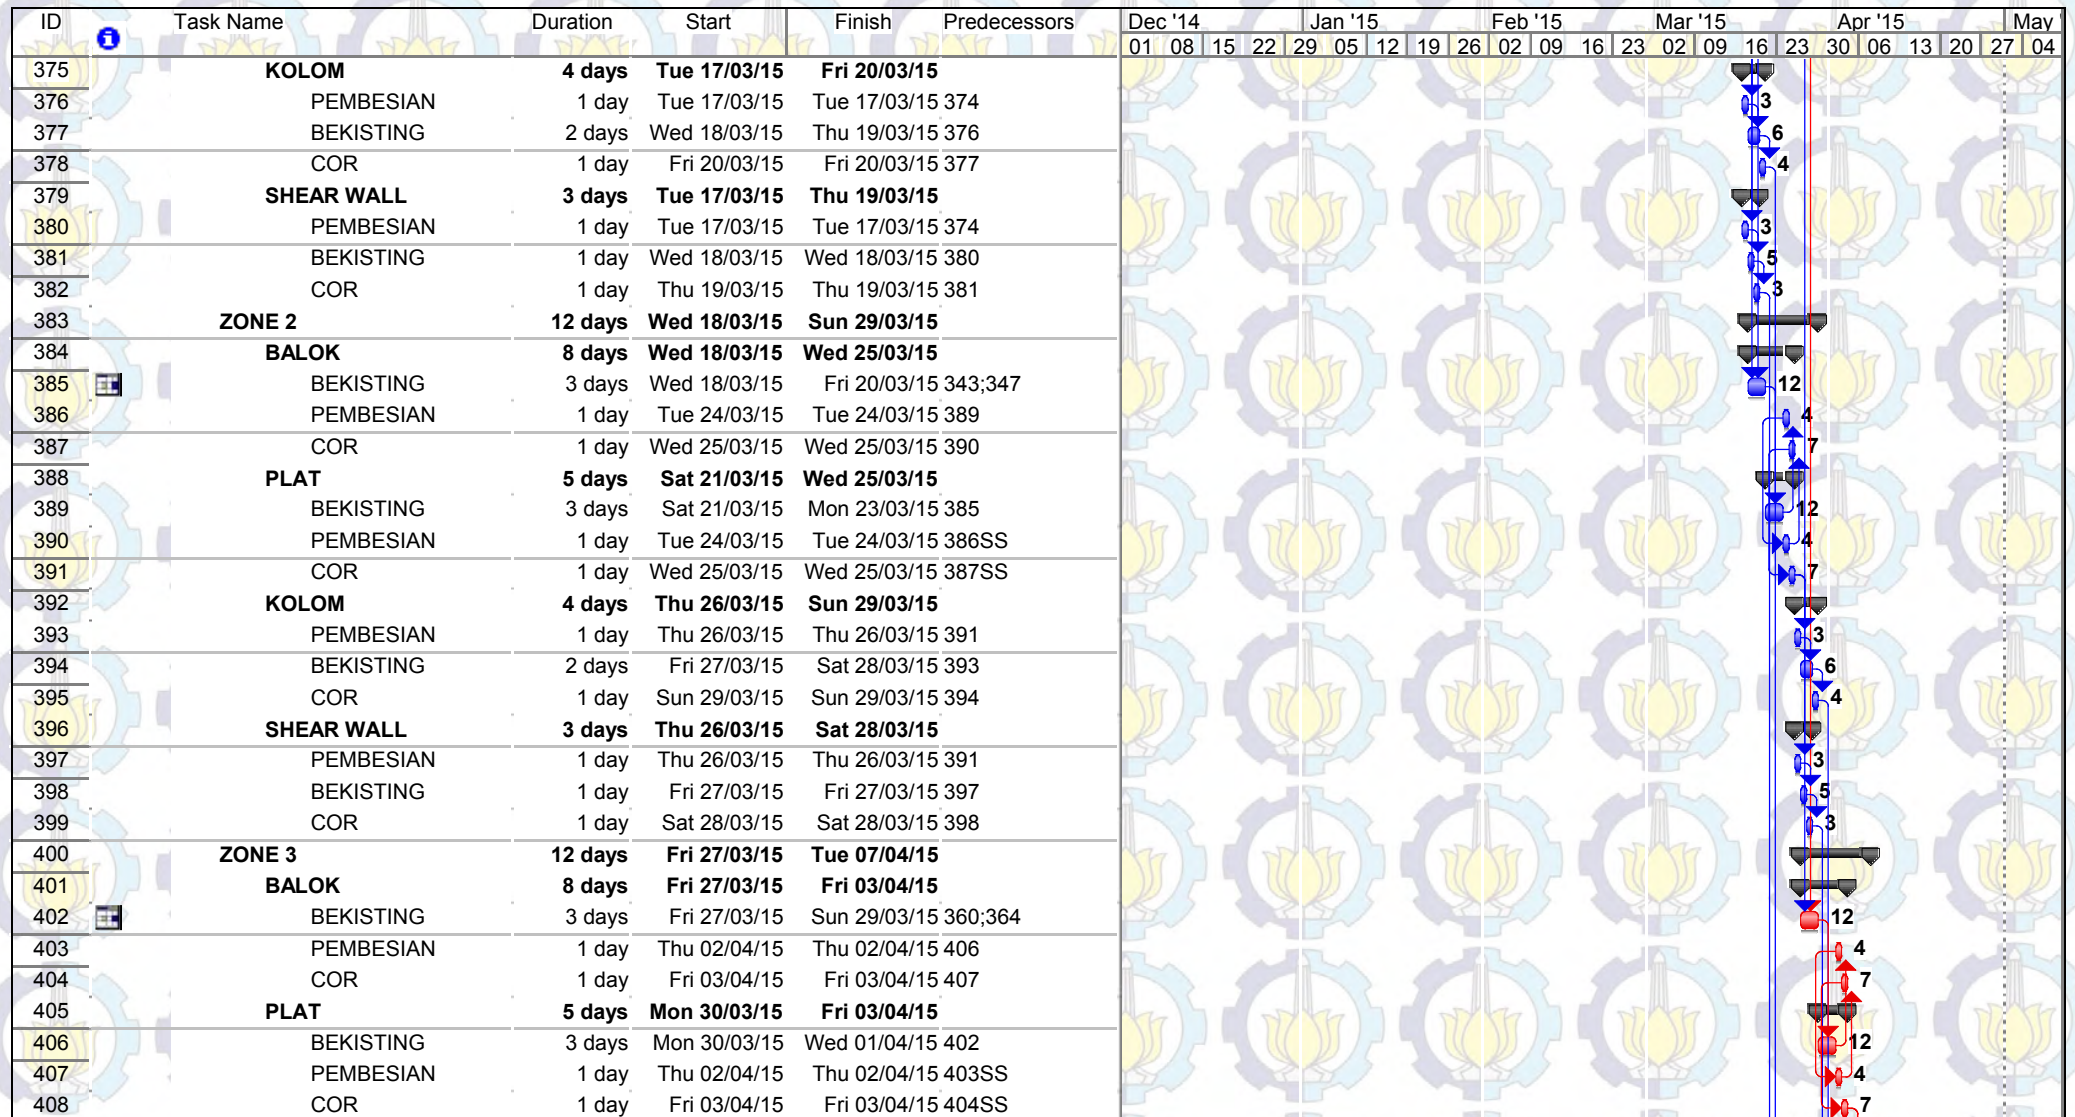 ID Task Name Duration Start Finish Predecessors Dec '14 Jan '15 Feb '15 Mar '15 Apr '15 May '
01 08 15 22 29 05 12 19 26 02 09 16 23 02 09 16 23 30 06 13 20 27 04
375 KOLOM 4 days Tue 17/03/15 Fri 20/03/15
376 PEMBESIAN 1 day Tue 17/03/15 Tue 17/03/15 374 3
377 BEKISTING 2 days Wed 18/03/15 Thu 19/03/15 376 6
378 COR 1 day Fri 20/03/15 Fri 20/03/15 377 4
379 SHEAR WALL 3 days Tue 17/03/15 Thu 19/03/15
380 PEMBESIAN 1 day Tue 17/03/15 Tue 17/03/15 374 3
381 BEKISTING 1 day Wed 18/03/15 Wed 18/03/15 380 5
382 COR 1 day Thu 19/03/15 Thu 19/03/15 381 3
383 ZONE 2 12 days Wed 18/03/15 Sun 29/03/15
384 BALOK 8 days Wed 18/03/15 Wed 25/03/15
385 BEKISTING 3 days Wed 18/03/15 Fri 20/03/15 343;347 12
386 PEMBESIAN 1 day Tue 24/03/15 Tue 24/03/15 389 4
387 COR 1 day Wed 25/03/15 Wed 25/03/15 390 7
388 PLAT 5 days Sat 21/03/15 Wed 25/03/15
389 BEKISTING 3 days Sat 21/03/15 Mon 23/03/15 385 12
390 PEMBESIAN 1 day Tue 24/03/15 Tue 24/03/15 386SS 4
391 COR 1 day Wed 25/03/15 Wed 25/03/15 387SS 7
392 KOLOM 4 days Thu 26/03/15 Sun 29/03/15
393 PEMBESIAN 1 day Thu 26/03/15 Thu 26/03/15 391 3
394 BEKISTING 2 days Fri 27/03/15 Sat 28/03/15 393 6
395 COR 1 day Sun 29/03/15 Sun 29/03/15 394 4
396 SHEAR WALL 3 days Thu 26/03/15 Sat 28/03/15
397 PEMBESIAN 1 day Thu 26/03/15 Thu 26/03/15 391 3
398 BEKISTING 1 day Fri 27/03/15 Fri 27/03/15 397 5
399 COR 1 day Sat 28/03/15 Sat 28/03/15 398 3
400 ZONE 3 12 days Fri 27/03/15 Tue 07/04/15
401 BALOK 8 days Fri 27/03/15 Fri 03/04/15
402 BEKISTING 3 days Fri 27/03/15 Sun 29/03/15 360;364 12
403 PEMBESIAN 1 day Thu 02/04/15 Thu 02/04/15 406 4
404 COR 1 day Fri 03/04/15 Fri 03/04/15 407 7
405 PLAT 5 days Mon 30/03/15 Fri 03/04/15
406 BEKISTING 3 days Mon 30/03/15 Wed 01/04/15 402 12
407 PEMBESIAN 1 day Thu 02/04/15 Thu 02/04/15 403SS 4
408 COR 1 day Fri 03/04/15 Fri 03/04/15 404SS 7